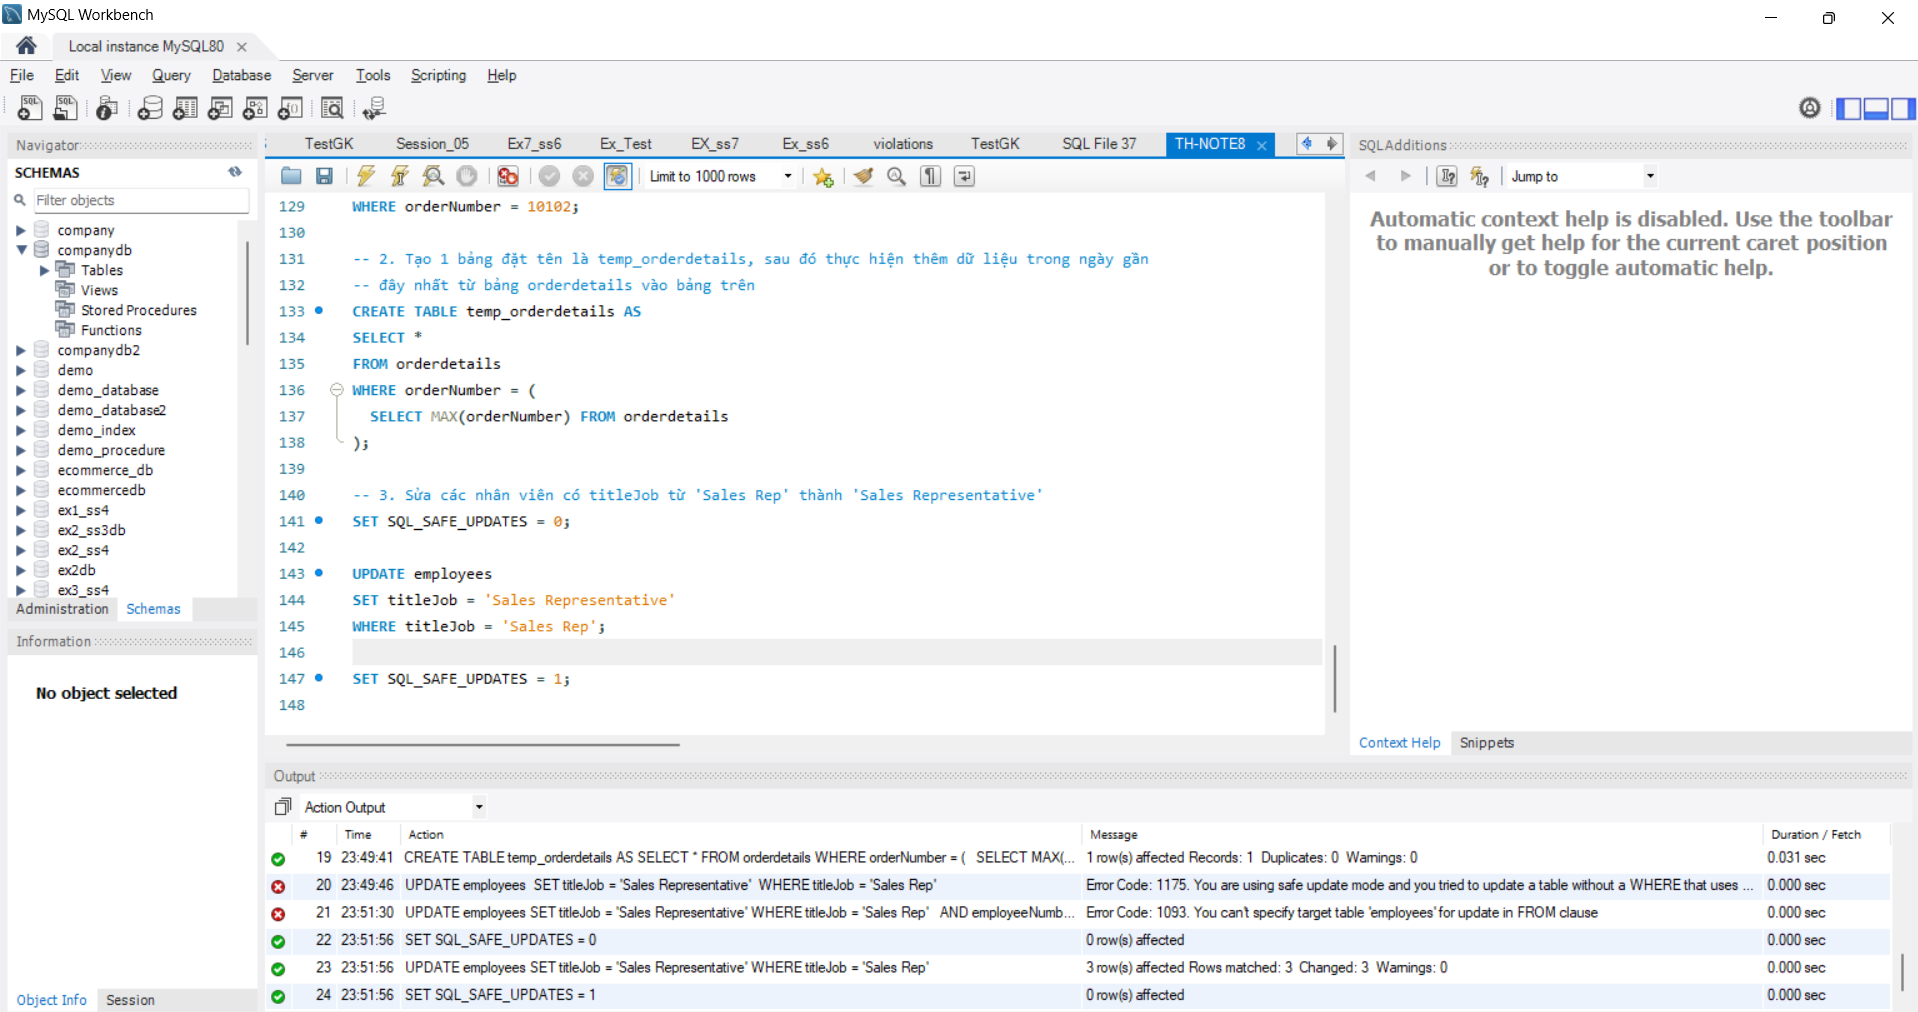 MySQL Workbench
Local instance MySQL80
File Edit View Query Database Server Tools Scripting Help
Navigator
SCHEMAS
Filter objects
company
companydb
Tables
Views
Stored Procedures
Functions
companydb2
demo
demo_database
demo_database2
demo_index
demo_procedure
ecommerce_db
ecommercedb
ex1_ss4
ex2_ss3db
ex2_ss4
ex2db
ex3_ss4
Administration Schemas
Information
No object selected
Object Info Session
TestGK Session_05 Ex7_ss6 Ex_Test EX_ss7 Ex_ss6 violations TestGK SQL File 37 TH-NOTE8
Limit to 1000 rows
129 WHERE orderNumber = 10102;
130
131 -- 2. Tạo 1 bảng đặt tên là temp_orderdetails, sau đó thực hiện thêm dữ liệu trong ngày gần
132 -- đây nhất từ bảng orderdetails vào bảng trên
133 CREATE TABLE temp_orderdetails AS
134 SELECT *
135 FROM orderdetails
136 WHERE orderNumber = (
137 SELECT MAX(orderNumber) FROM orderdetails
138 );
139
140 -- 3. Sửa các nhân viên có titleJob từ 'Sales Rep' thành 'Sales Representative'
141 SET SQL_SAFE_UPDATES = 0;
142
143 UPDATE employees
144 SET titleJob = 'Sales Representative'
145 WHERE titleJob = 'Sales Rep';
146
147 SET SQL_SAFE_UPDATES = 1;
148
SQLAdditions
Jump to
Automatic context help is disabled. Use the toolbar
to manually get help for the current caret position
or to toggle automatic help.
Context Help Snippets
Output
Action Output
# Time Action Message Duration / Fetch
19 23:49:41 CREATE TABLE temp_orderdetails AS SELECT * FROM orderdetails WHERE orderNumber = ( SELECT MAX(... 1 row(s) affected Records: 1 Duplicates: 0 Warnings: 0 0.031 sec
20 23:49:46 UPDATE employees SET titleJob = 'Sales Representative' WHERE titleJob = 'Sales Rep' Error Code: 1175. You are using safe update mode and you tried to update a table without a WHERE that uses ... 0.000 sec
21 23:51:30 UPDATE employees SET titleJob = 'Sales Representative' WHERE titleJob = 'Sales Rep' AND employeeNumb... Error Code: 1093. You can't specify target table 'employees' for update in FROM clause 0.000 sec
22 23:51:56 SET SQL_SAFE_UPDATES = 0 0 row(s) affected 0.000 sec
23 23:51:56 UPDATE employees SET titleJob = 'Sales Representative' WHERE titleJob = 'Sales Rep' 3 row(s) affected Rows matched: 3 Changed: 3 Warnings: 0 0.000 sec
24 23:51:56 SET SQL_SAFE_UPDATES = 1 0 row(s) affected 0.000 sec